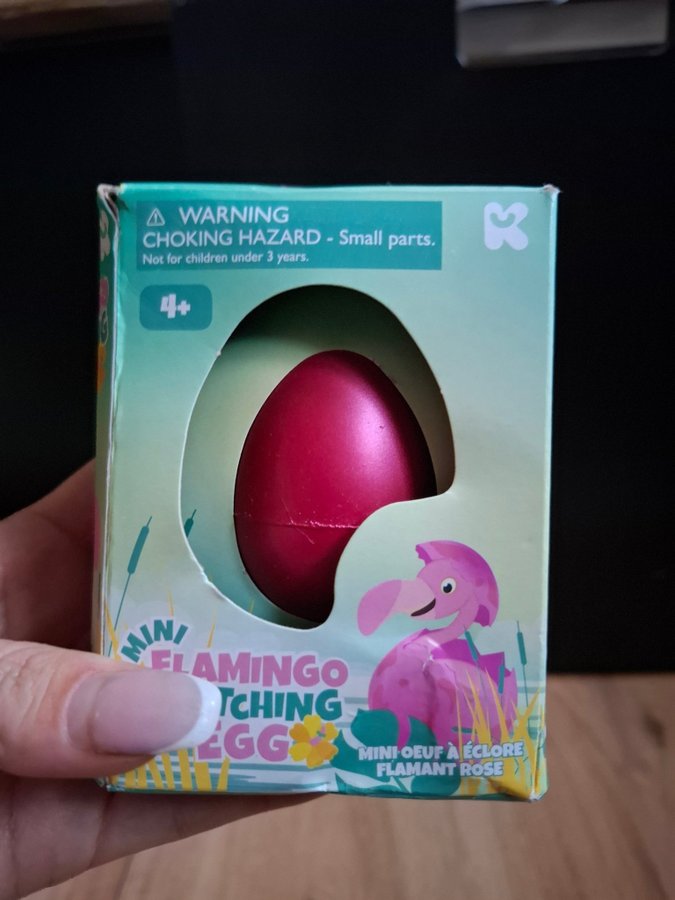 WARNING
CHOKING HAZARD - Small parts.
Not for children under 3 years.
4+
K
MINI
FLAMINGO
TCHING
EGG
MINI OEUF À ÉCLORE
FLAMANT ROSE